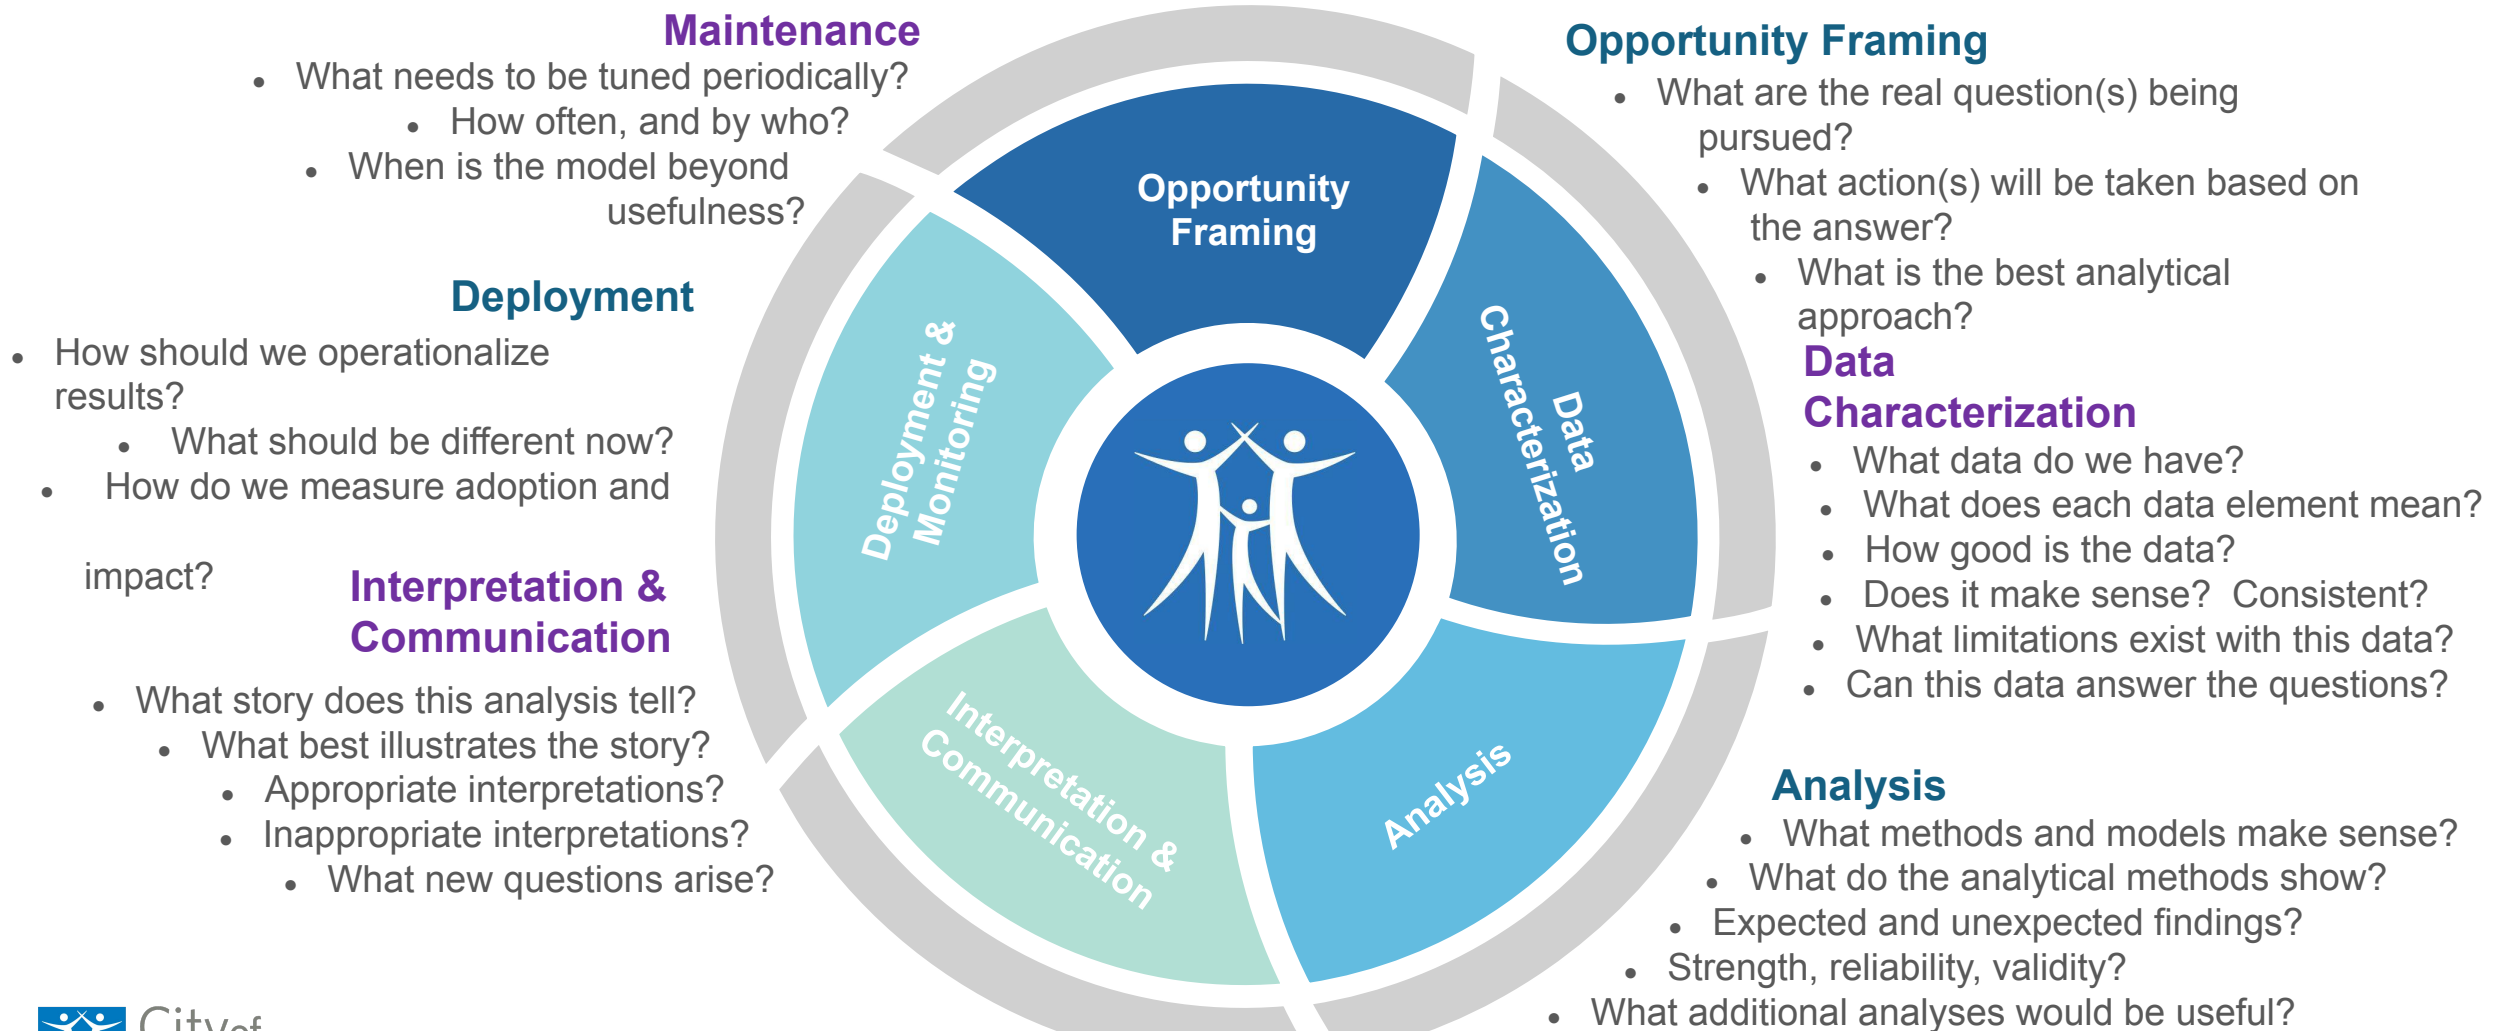 Maintenance
• What needs to be tuned periodically?
• How often, and by who?
• When is the model beyond
usefulness?
Deployment
• How should we operationalize
results?
• What should be different now?
• How do we measure adoption and
impact?
Interpretation &
Communication
• What story does this analysis tell?
• What best illustrates the story?
• Appropriate interpretations?
• Inappropriate interpretations?
• What new questions arise?
Opportunity
Framing
Data
Characterization
Analysis
Interpretation &
Communication
Deployment &
Monitoring
Opportunity Framing
• What are the real question(s) being
pursued?
• What action(s) will be taken based on
the answer?
• What is the best analytical
approach?
Data
Characterization
• What data do we have?
• What does each data element mean?
• How good is the data?
• Does it make sense?  Consistent?
• What limitations exist with this data?
• Can this data answer the questions?
Analysis
• What methods and models make sense?
• What do the analytical methods show?
• Expected and unexpected findings?
• Strength, reliability, validity?
• What additional analyses would be useful?
City of